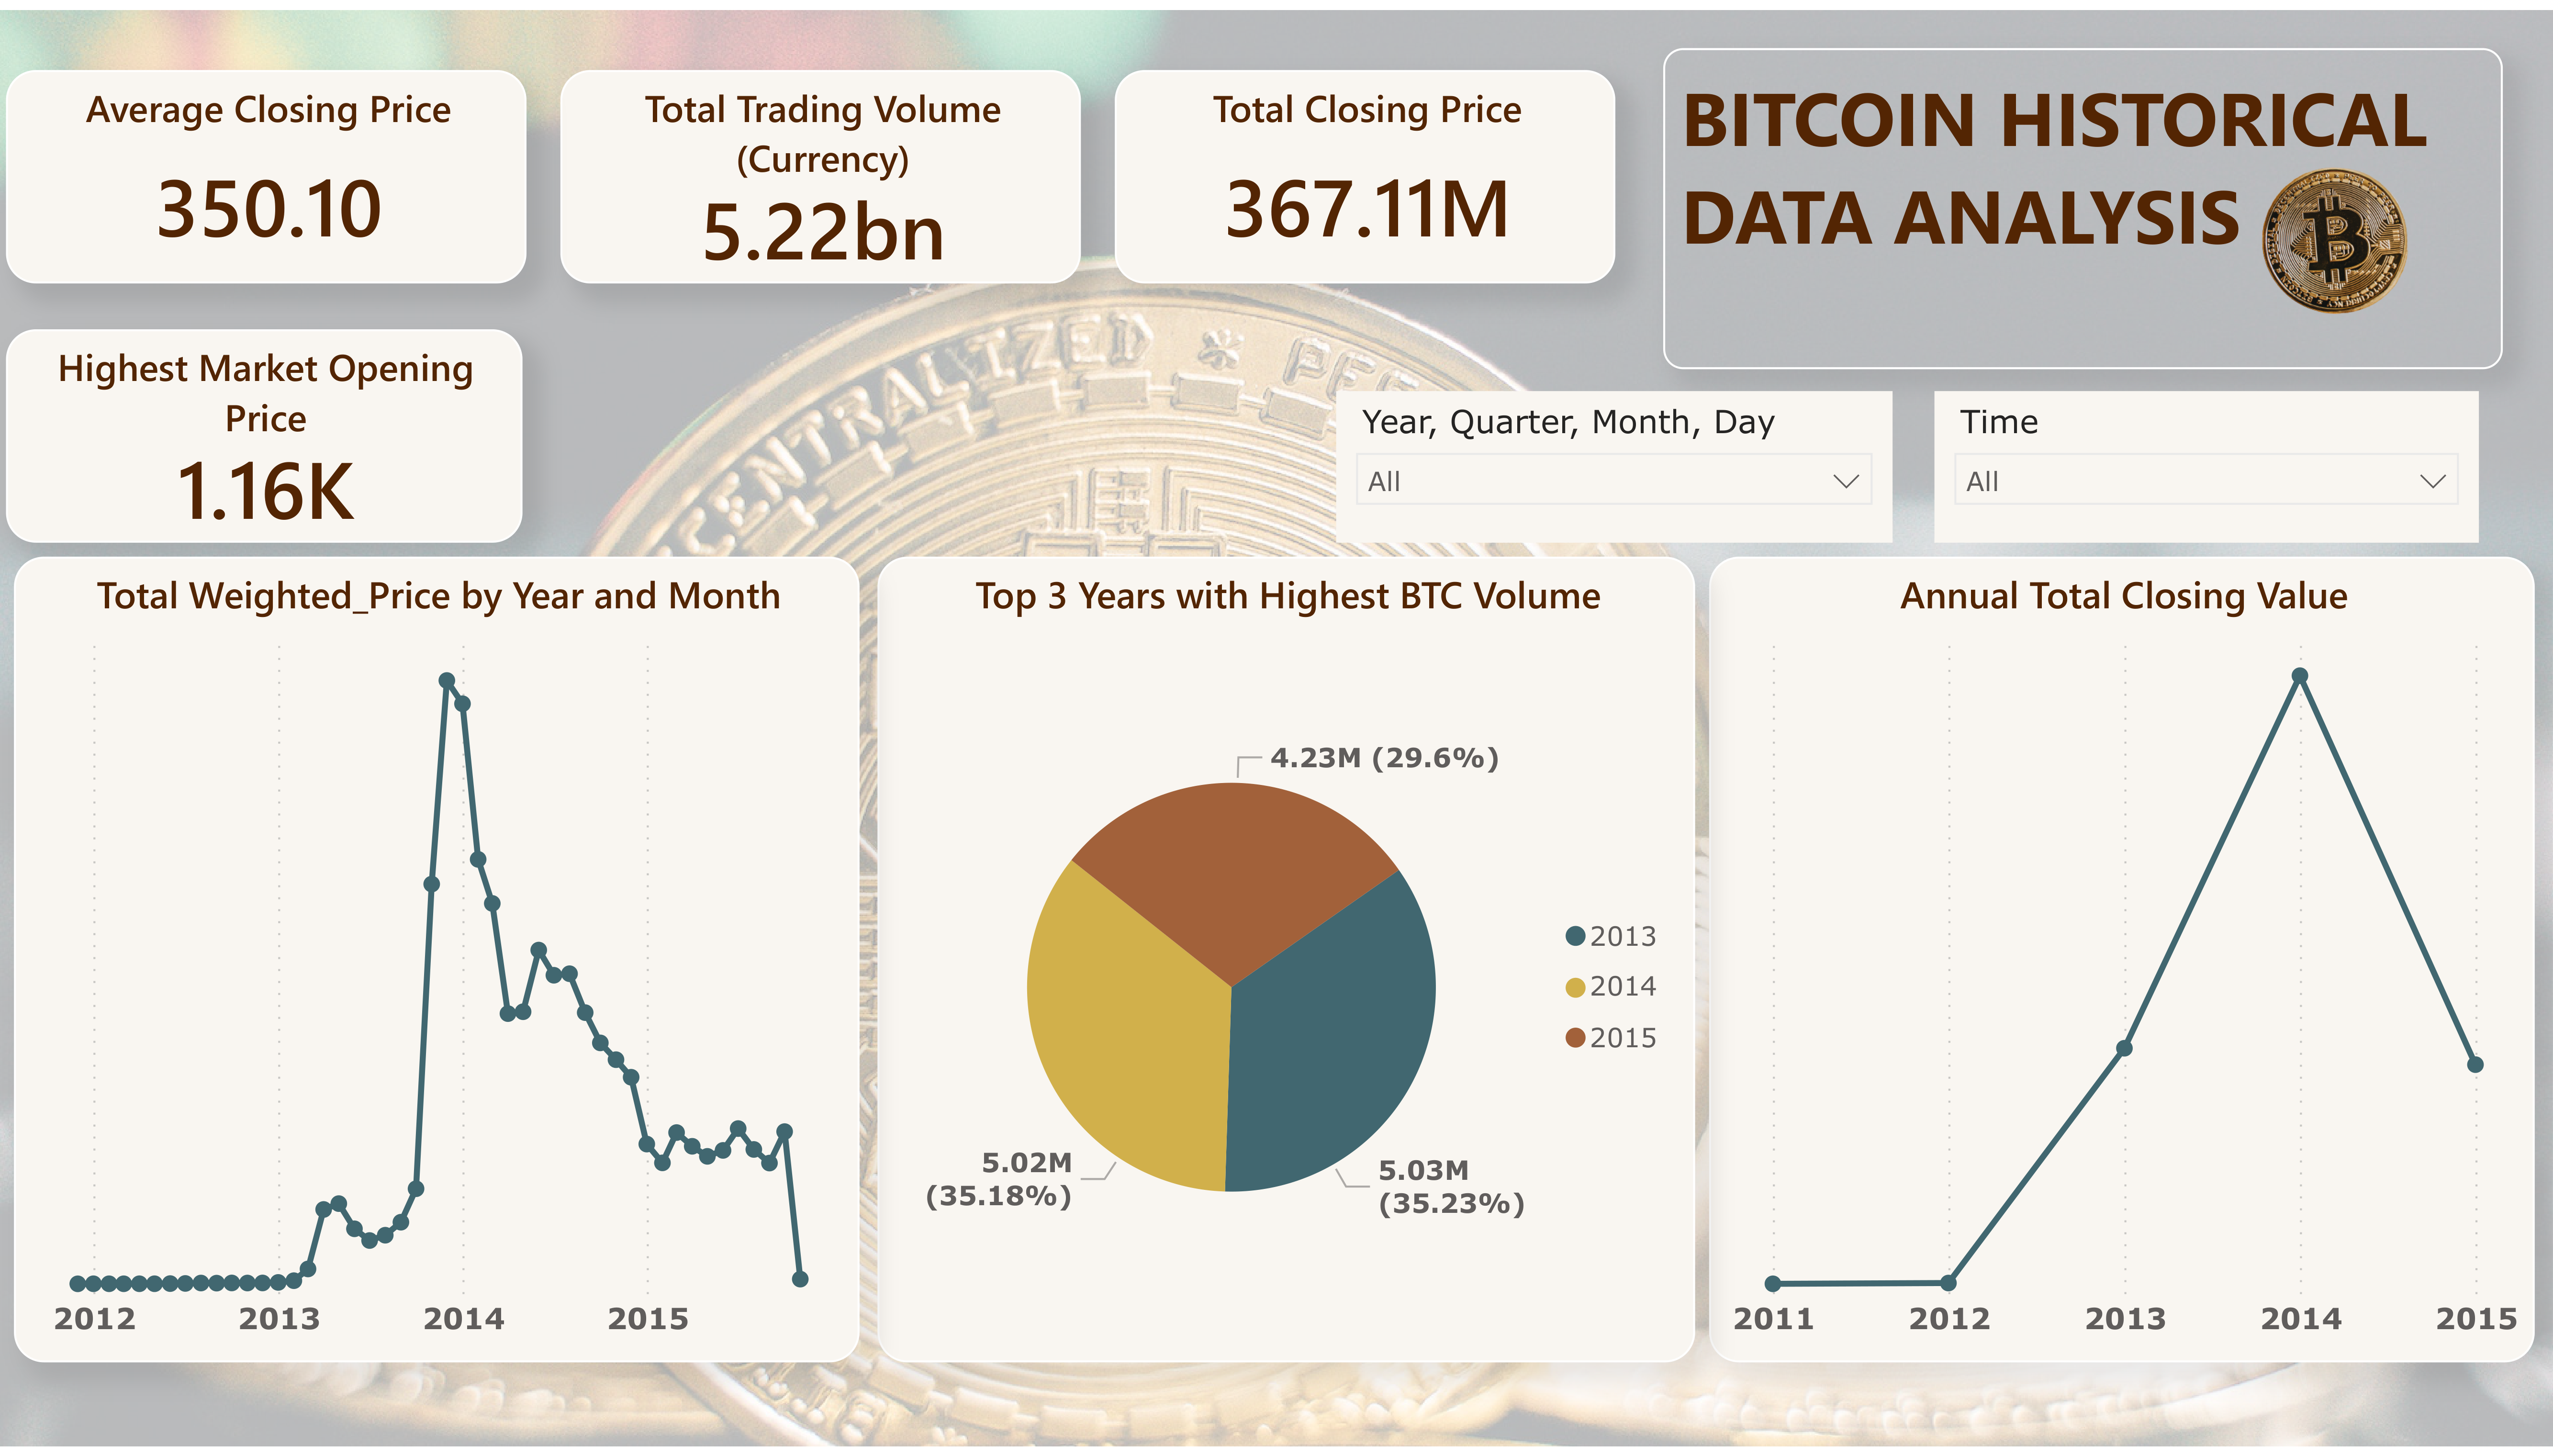 Average Closing Price
350.10
Total Trading Volume
(Currency)
5.22bn
Total Closing Price
367.11M
BITCOIN HISTORICAL
DATA ANALYSIS
Highest Market Opening
Price
1.16K
CENTRALIZED * PEE
Year, Quarter, Month, Day
All
Time
All
Total Weighted_Price by Year and Month
2012
2013
2014
2015
Top 3 Years with Highest BTC Volume
4.23M (29.6%)
5.02M
(35.18%)
5.03M
(35.23%)
2013
2014
2015
Annual Total Closing Value
2011
2012
2013
2014
2015